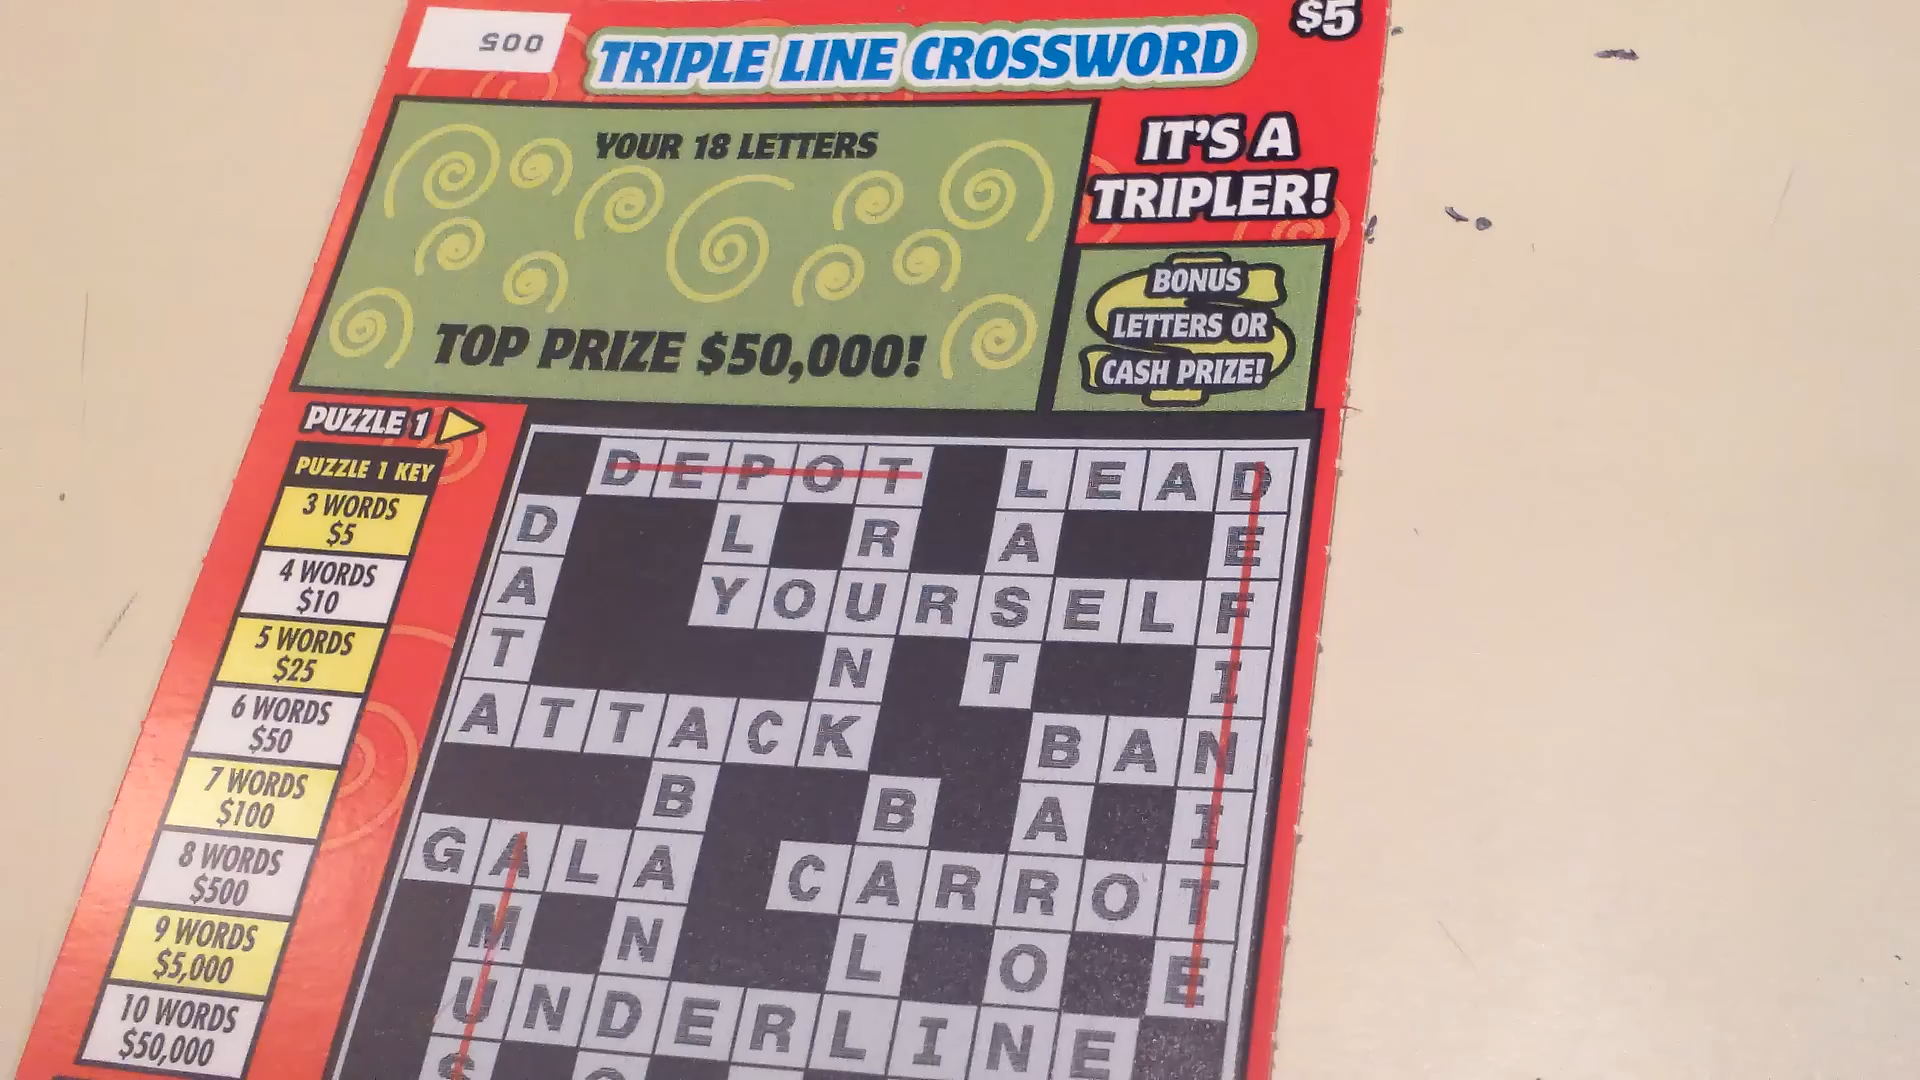 005
TRIPLE LINE CROSSWORD
$5
YOUR 18 LETTERS
TOP PRIZE $50,000!
IT'S A
TRIPLER!
BONUS
LETTERS OR
CASH PRIZE!
PUZZLE 1
PUZZLE 1 KEY
3 WORDS
$5
4 WORDS
$10
5 WORDS
$25
6 WORDS
$50
7 WORDS
$100
8 WORDS
$500
9 WORDS
$5,000
10 WORDS
$50,000
DEPOT LEAD
D L R A E
A YOURSELF
T N T I
ATTACK BAN
B B A I
GALA CARROT
M N L O E
UNDERLINE
S